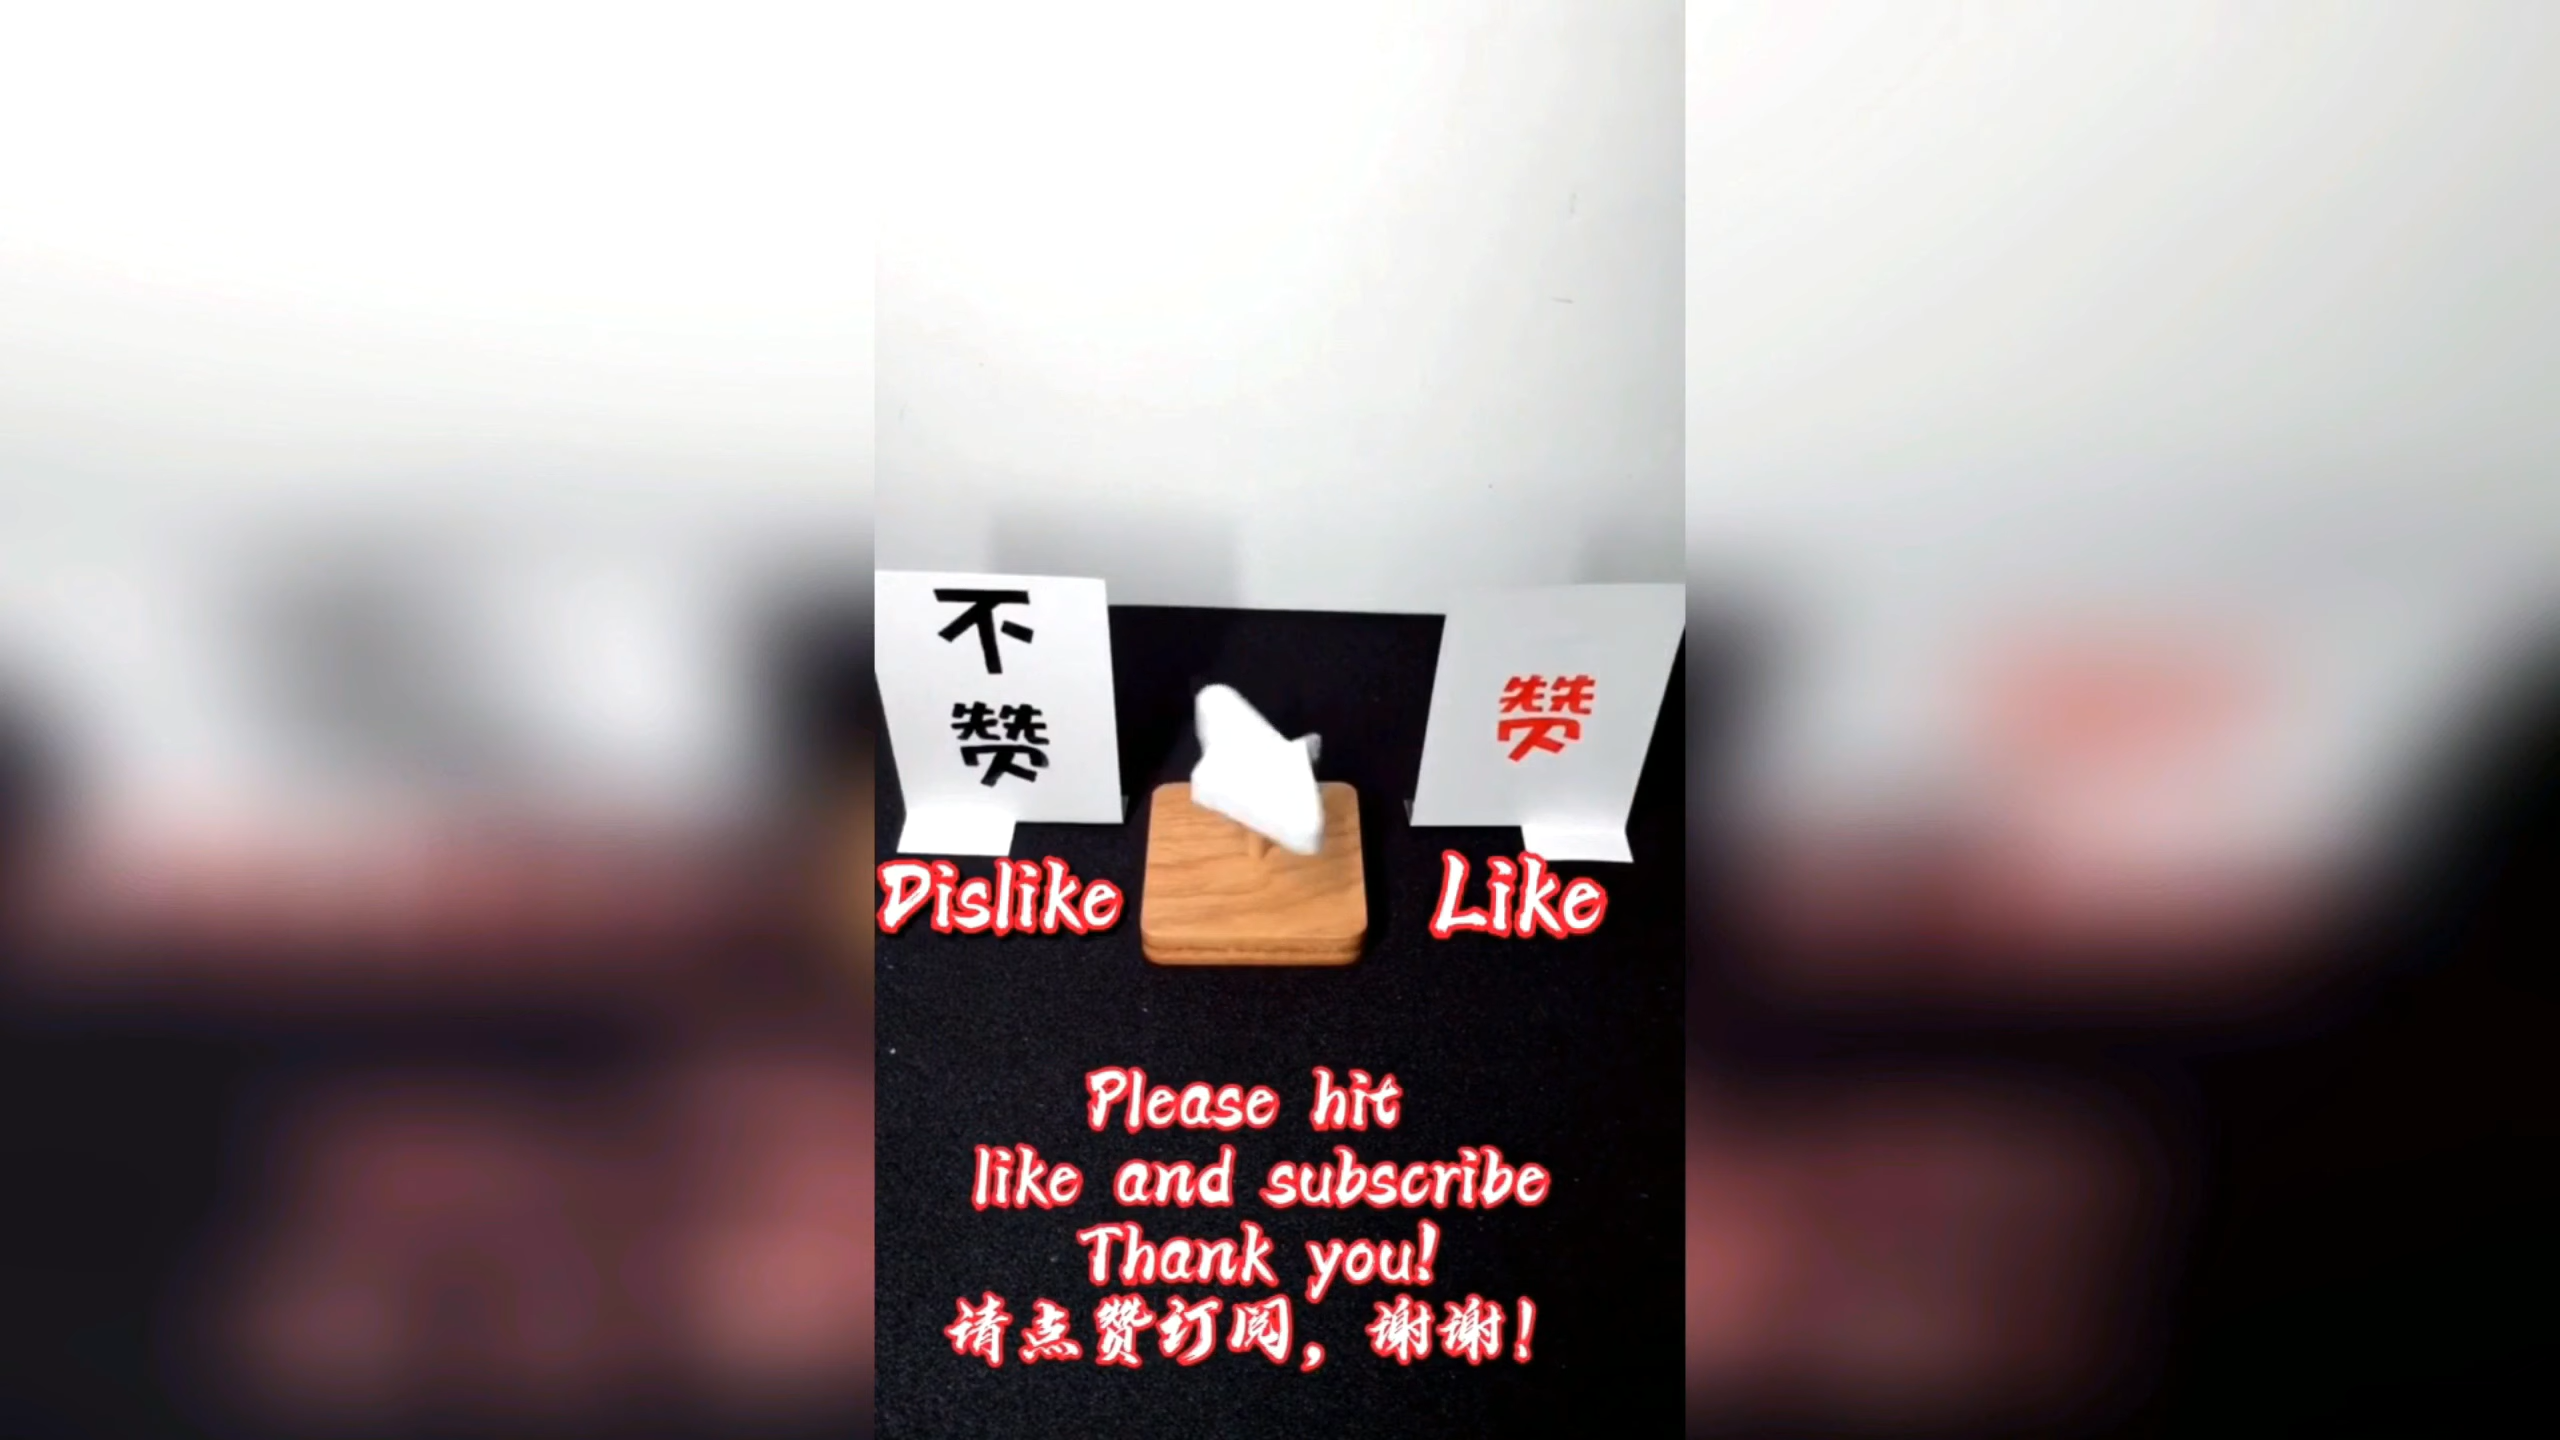 不
赞
赞
Dislike
Like
Please hit
like and subscribe
Thank you!
请点赞订阅，谢谢！